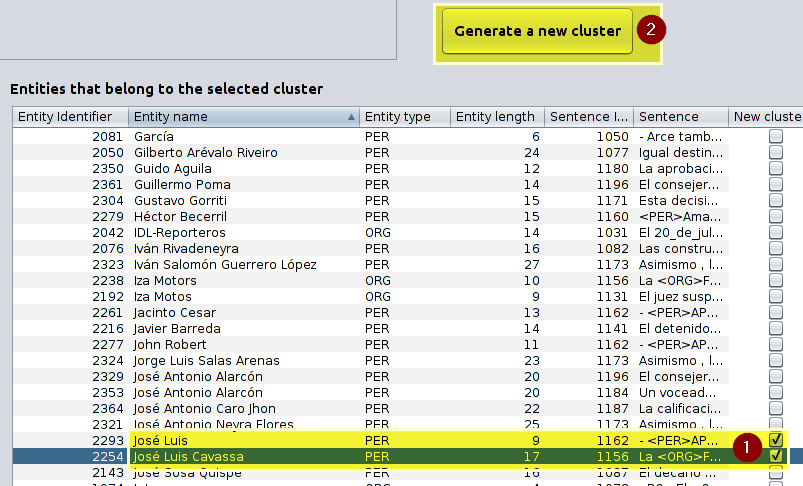 Generate a new cluster
2
Entities that belong to the selected cluster
Entity Identifier Entity name Entity type Entity length Sentence I... Sentence New cluste
2081 García PER 6 1050 - Arce tamb...
2050 Gilberto Arévalo Riveiro PER 24 1077 Igual destin...
2350 Guido Aguila PER 12 1180 La aprobaci...
2361 Guillermo Poma PER 14 1196 El consejer...
2304 Gustavo Gorriti PER 15 1171 Esta decisi...
2279 Héctor Becerril PER 15 1160 <PER>Ama...
2042 IDL-Reporteros ORG 14 1031 El 20_de_jul...
2076 Iván Rivadeneyra PER 16 1082 Las constru...
2323 Iván Salomón Guerrero López PER 27 1173 Asimismo , l...
2238 Iza Motors ORG 10 1156 La <ORG>F...
2192 Iza Motos ORG 9 1131 El juez susp...
2261 Jacinto Cesar PER 13 1162 - <PER>AP...
2216 Javier Barreda PER 14 1141 El detenido...
2277 John Robert PER 11 1162 - <PER>AP...
2324 Jorge Luis Salas Arenas PER 23 1173 Asimismo , l...
2329 José Antonio Alarcón PER 20 1196 El consejer...
2353 José Antonio Alarcón PER 20 1184 Un vocead...
2364 José Antonio Caro Jhon PER 22 1187 La calificaci...
2321 José Antonio Neyra Flores PER 25 1173 Asimismo , l...
2293 José Luis PER 9 1162 - <PER>AP...
1
2254 José Luis Cavassa PER 17 1156 La <ORG>F...
2143 José Sosa Quispe PER 16 1087 El decano ...